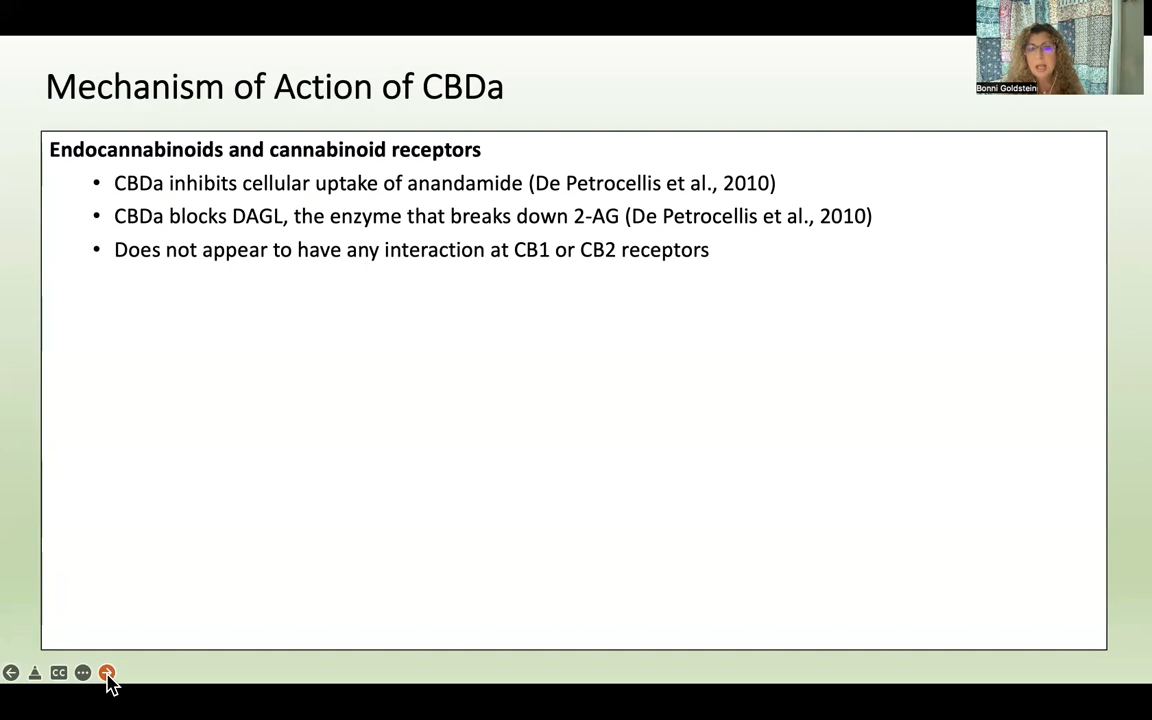 Mechanism of Action of CBDa
Bonni Goldstein
Endocannabinoids and cannabinoid receptors
• CBDa inhibits cellular uptake of anandamide (De Petrocellis et al., 2010)
• CBDa blocks DAGL, the enzyme that breaks down 2-AG (De Petrocellis et al., 2010)
• Does not appear to have any interaction at CB1 or CB2 receptors
CC